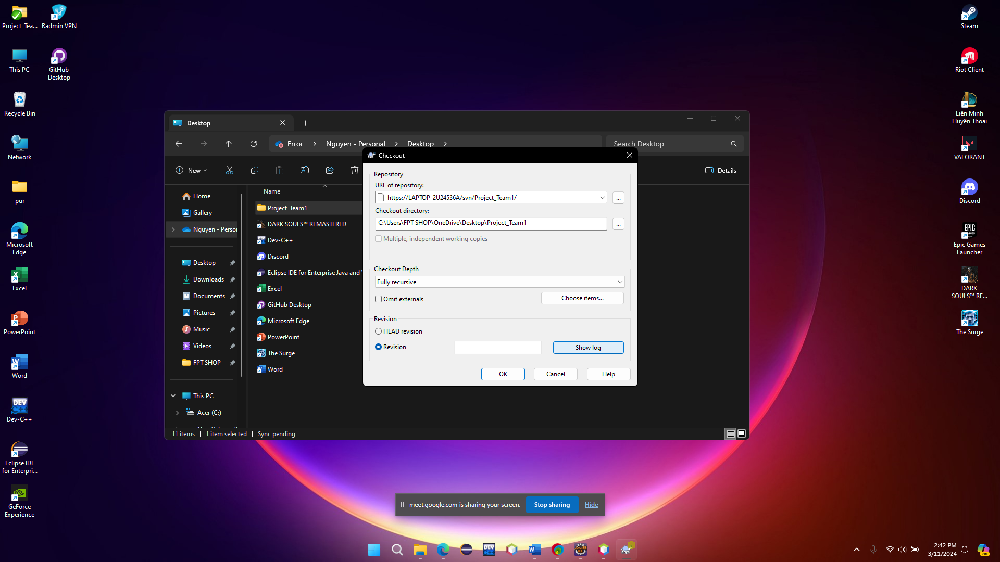 Project_Tea...
Radmin VPN
This PC
GitHub
Desktop
Recycle Bin
Network
pur
Microsoft
Edge
Excel
PowerPoint
Word
DEV
C++
Dev-C++
Eclipse IDE
for Enterpri...
GeForce
Experience
Steam
Riot Client
Liên Minh
Huyền Thoại
VALORANT
Discord
EPIC
GAMES
Epic Games
Launcher
DARK
SOULS™ RE...
The Surge
Desktop
Error
Nguyen - Personal
Desktop
Search Desktop
New
Details
Home
Gallery
Nguyen - Perso
Desktop
Downloads
Documents
Pictures
Music
Videos
FPT SHOP
This PC
Acer (C:)
Name
Project_Team1
DARK SOULS™ REMASTERED
Dev-C++
Discord
Eclipse IDE for Enterprise Java and
Excel
GitHub Desktop
Microsoft Edge
PowerPoint
The Surge
Word
11 items
1 item selected
Sync pending
Checkout
Repository
URL of repository:
https://LAPTOP-2U24536A/svn/Project_Team1/
...
Checkout directory:
C:\Users\FPT SHOP\OneDrive\Desktop\Project_Team1
...
Multiple, independent working copies
Checkout Depth
Fully recursive
Omit externals
Choose items...
Revision
HEAD revision
Revision
Show log
OK
Cancel
Help
meet.google.com is sharing your screen.
Stop sharing
Hide
DEV
2:42 PM
3/11/2024
PRE